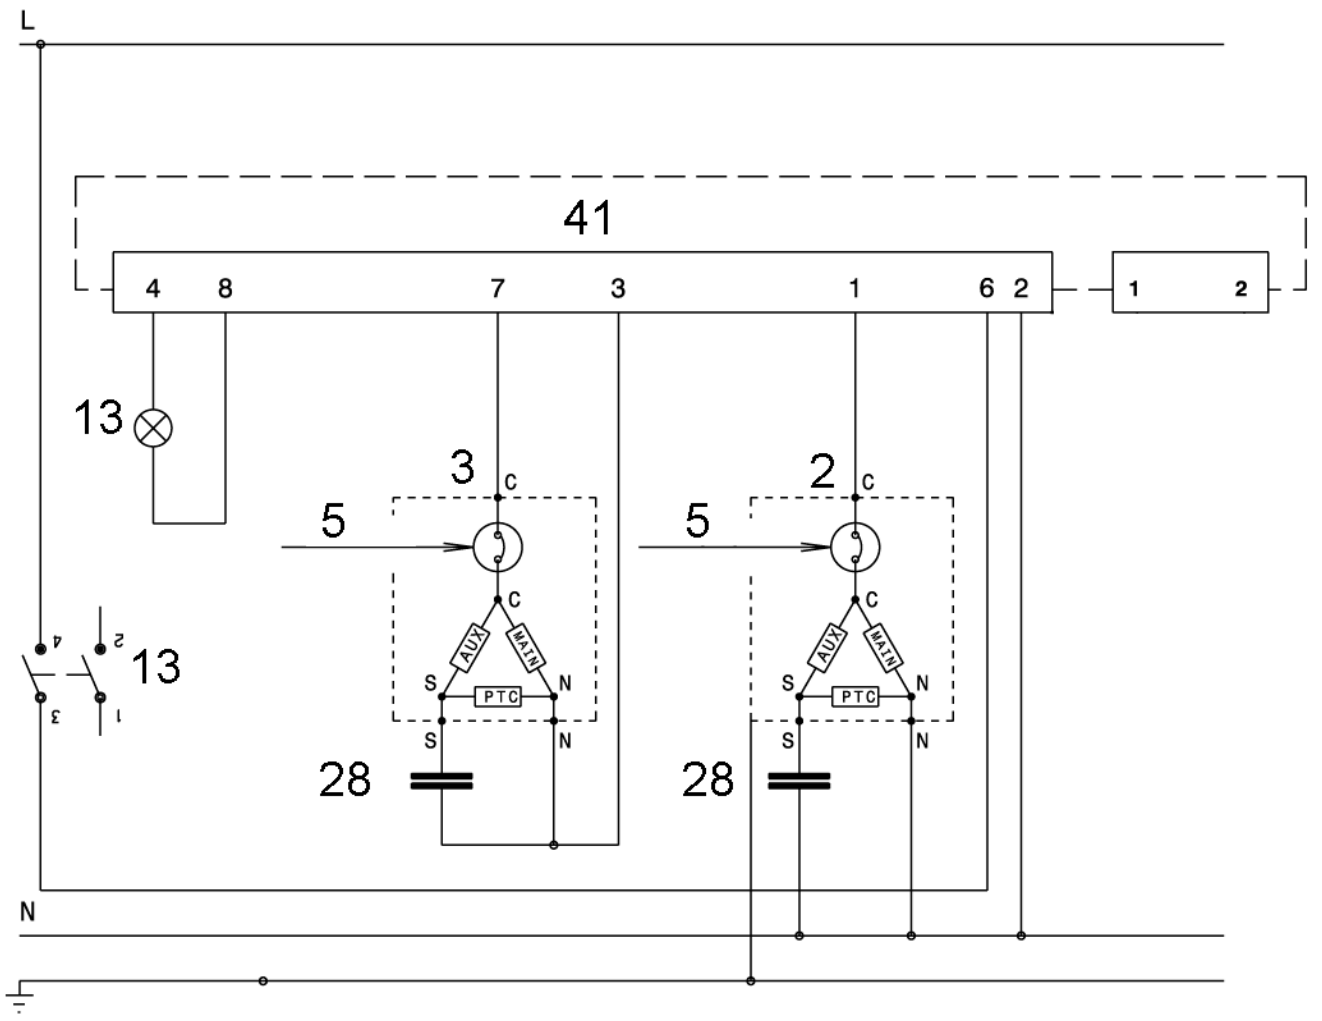 L
41
4 8 7 3 1 6 2 1 2
13
3 C 2 C
5 5
C C
AUX MAIN AUX MAIN
4 2
13
S N S N
PTC PTC
3 1
S N S N
28 28
N